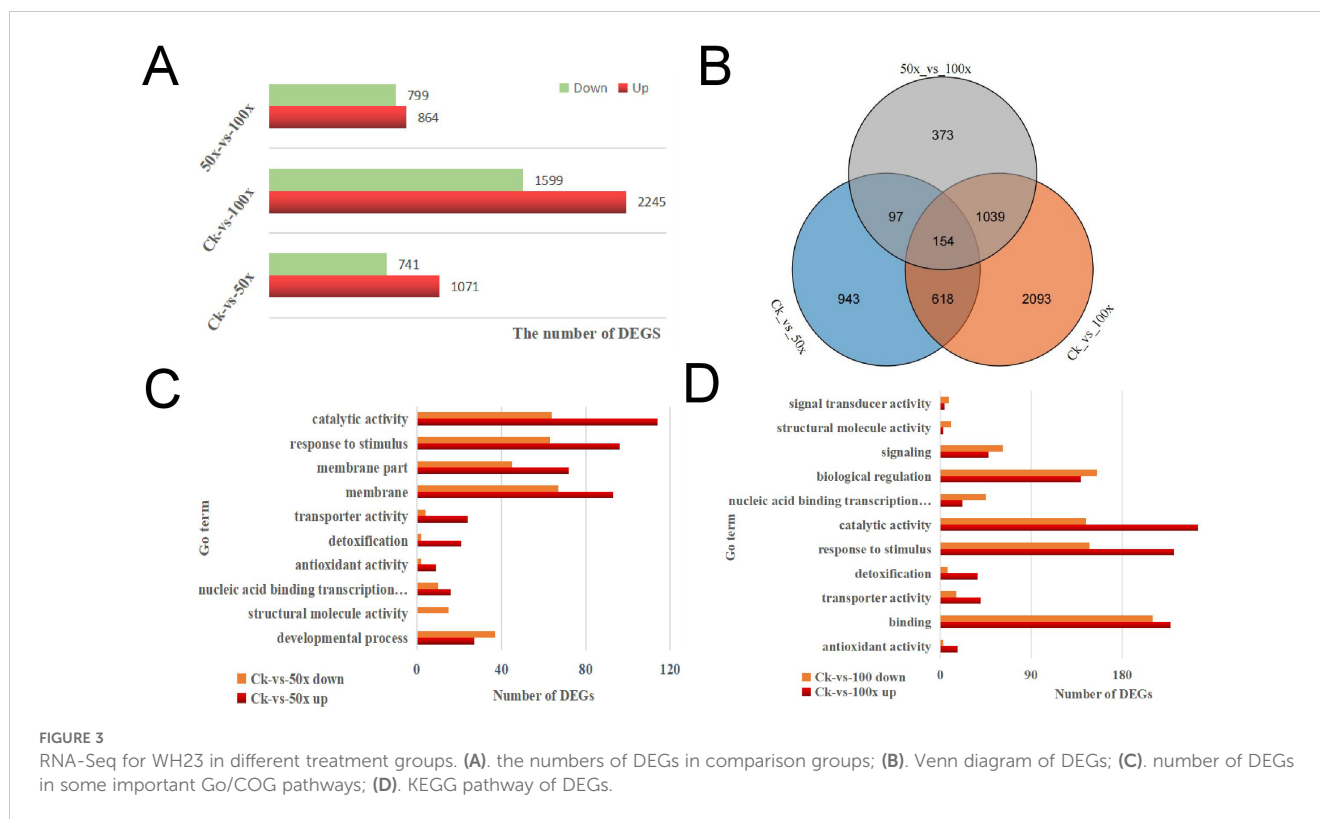 A
Down Up
50x-vs-100x
799
864
Ck-vs-100x
1599
2245
Ck-vs-50x
741
1071
The number of DEGS
B
50x_vs_100x
373
97
1039
154
943
618
2093
Ck_vs_50x
Ck_vs_100x
C
Go term
catalytic activity
response to stimulus
membrane part
membrane
transporter activity
detoxification
antioxidant activity
nucleic acid binding transcription…
structural molecule activity
developmental process
0 40 80 120
Ck-vs-50x down
Ck-vs-50x up
Number of DEGs
D
Go term
signal transducer activity
structural molecule activity
signaling
biological regulation
nucleic acid binding transcription…
catalytic activity
response to stimulus
detoxification
transporter activity
binding
antioxidant activity
0 90 180
Ck-vs-100 down
Ck-vs-100x up
Number of DEGs
FIGURE 3
RNA-Seq for WH23 in different treatment groups. (A). the numbers of DEGs in comparison groups; (B). Venn diagram of DEGs; (C). number of DEGs
in some important Go/COG pathways; (D). KEGG pathway of DEGs.